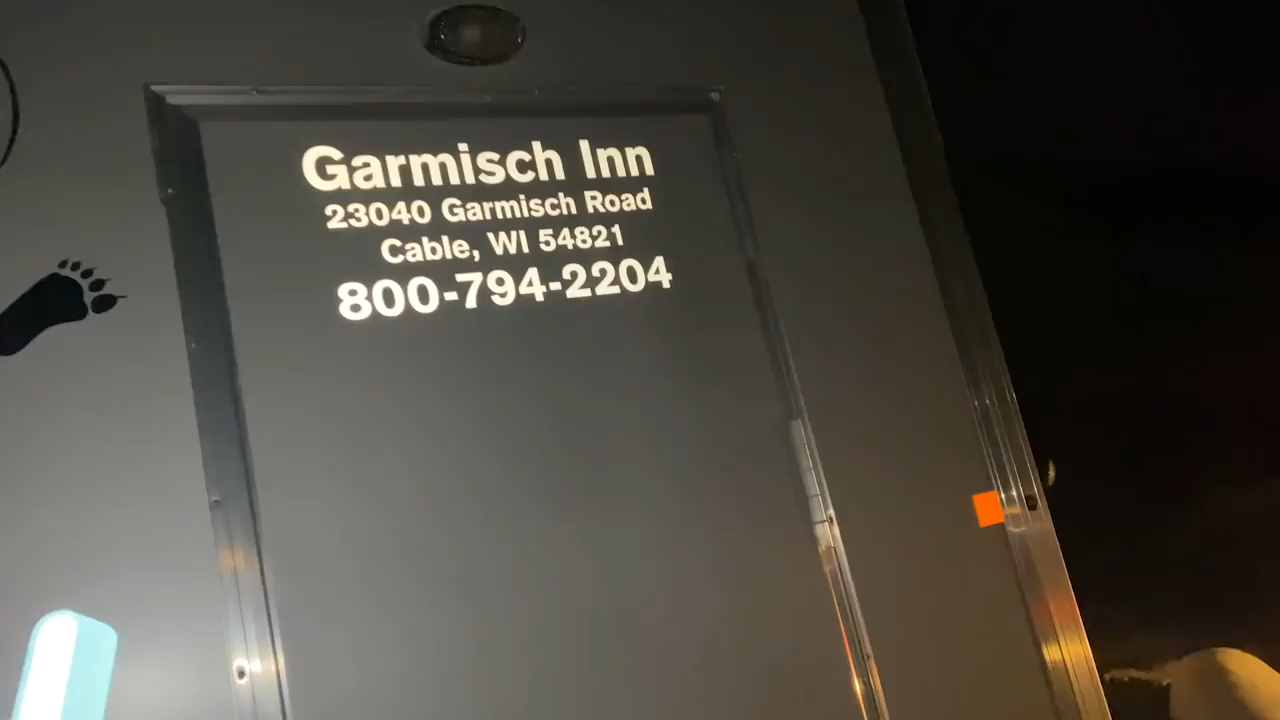 Garmisch Inn
23040 Garmisch Road
Cable, WI 54821
800-794-2204